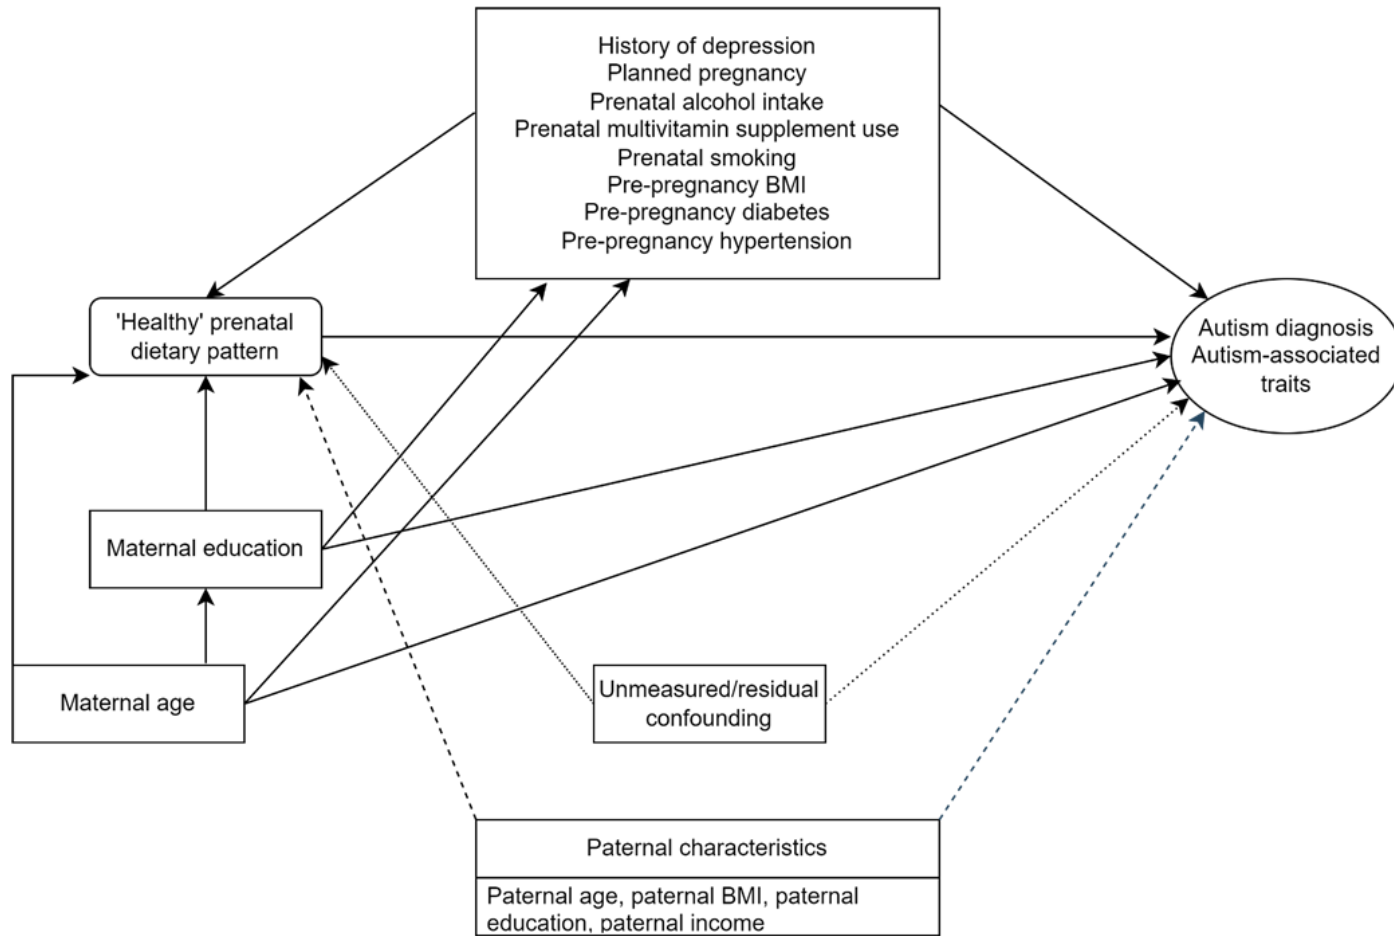 History of depression
Planned pregnancy
Prenatal alcohol intake
Prenatal multivitamin supplement use
Prenatal smoking
Pre-pregnancy BMI
Pre-pregnancy diabetes
Pre-pregnancy hypertension
'Healthy' prenatal
dietary pattern
Autism diagnosis
Autism-associated
traits
Maternal education
Maternal age
Unmeasured/residual
confounding
Paternal characteristics
Paternal age, paternal BMI, paternal
education, paternal income